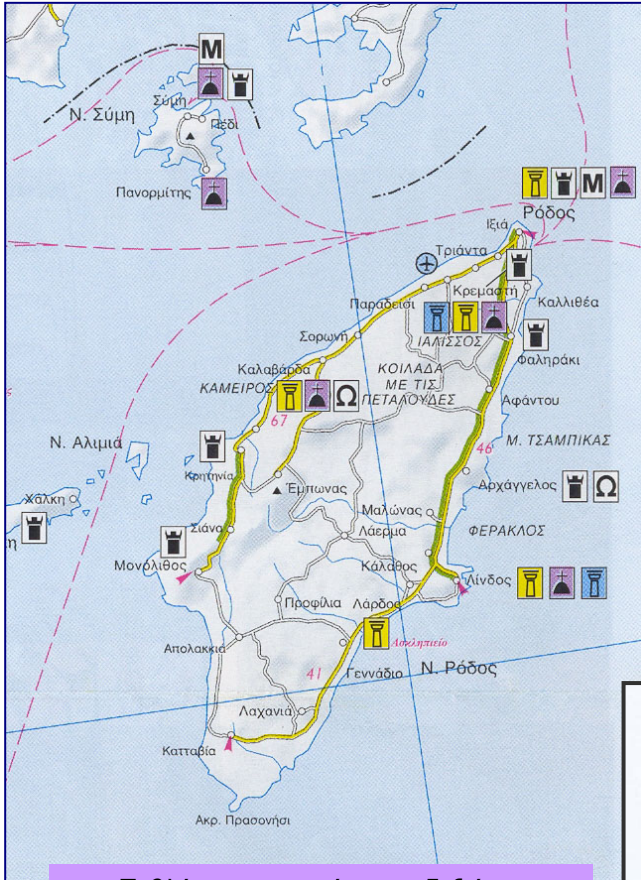 M
Σύμη
Ν. Σύμη
Πέδι
Πανορμίτης
M
Ρόδος
Ιξιά
Τριάντα
Κρεμαστή
Καλλιθέα
Παραδείσι
ΙΑΛΙΣΣΟΣ
Σορωνή
Φαληράκι
Καλαβάρδα
ΚΟΙΛΑΔΑ
ΜΕ ΤΙΣ
ΠΕΤΑΛΟΥΔΕΣ
ΚΑΜΕΙΡΟΣ
Ω
Αφάντου
67
Ν. Αλιμιά
46
Μ. ΤΣΑΜΠΙΚΑΣ
Κρητηνία
Έμπωνας
Αρχάγγελος
Ω
Χάλκη
Μαλώνας
Σιάνα
Λάερμα
ΦΕΡΑΚΛΟΣ
Μονόλιθος
Κάλαθος
Λίνδος
Προφίλια
Λάρδος
Ασκληπιείο
Απολακκιά
Γεννάδιο
Ν. Ρόδος
41
Λαχανιά
Κατταβία
Ακρ. Πρασονήσι